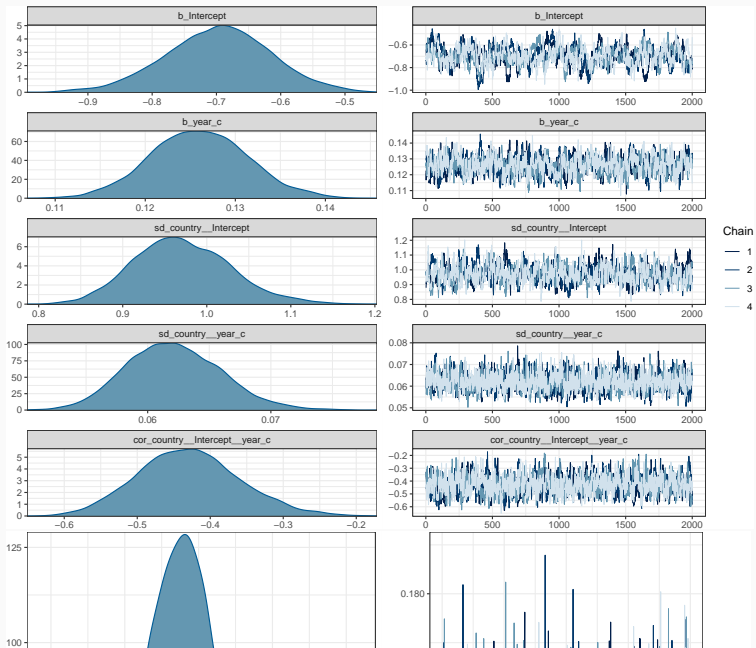 b_Intercept
5
4
3
2
1
0
−0.9 −0.8 −0.7 −0.6 −0.5
b_Intercept
−0.6
−0.8
−1.0
0 500 1000 1500 2000
b_year_c
60
40
20
0
0.11 0.12 0.13 0.14
b_year_c
0.14
0.13
0.12
0.11
0 500 1000 1500 2000
sd_country__Intercept
6
4
2
0
0.8 0.9 1.0 1.1 1.2
sd_country__Intercept
1.2
1.1
1.0
0.9
0.8
0 500 1000 1500 2000
Chain
1
2
3
4
sd_country__year_c
100
75
50
25
0
0.06 0.07
sd_country__year_c
0.08
0.07
0.06
0.05
0 500 1000 1500 2000
cor_country__Intercept__year_c
5
4
3
2
1
0
−0.6 −0.5 −0.4 −0.3 −0.2
cor_country__Intercept__year_c
−0.2
−0.3
−0.4
−0.5
−0.6
0 500 1000 1500 2000
125
100
0.180